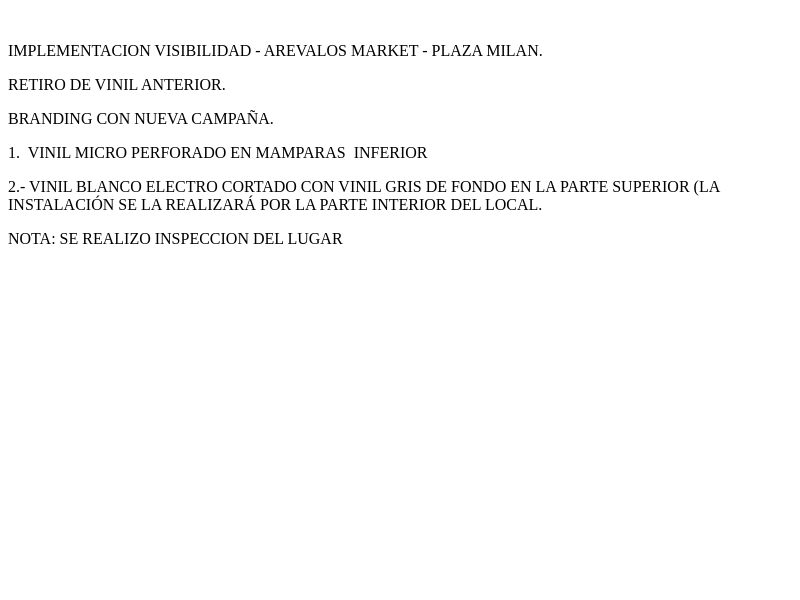 IMPLEMENTACION VISIBILIDAD - AREVALOS MARKET - PLAZA MILAN.
RETIRO DE VINIL ANTERIOR.
BRANDING CON NUEVA CAMPAÑA.
1.  VINIL MICRO PERFORADO EN MAMPARAS  INFERIOR
2.- VINIL BLANCO ELECTRO CORTADO CON VINIL GRIS DE FONDO EN LA PARTE SUPERIOR (LA
INSTALACIÓN SE LA REALIZARÁ POR LA PARTE INTERIOR DEL LOCAL.
NOTA: SE REALIZO INSPECCION DEL LUGAR